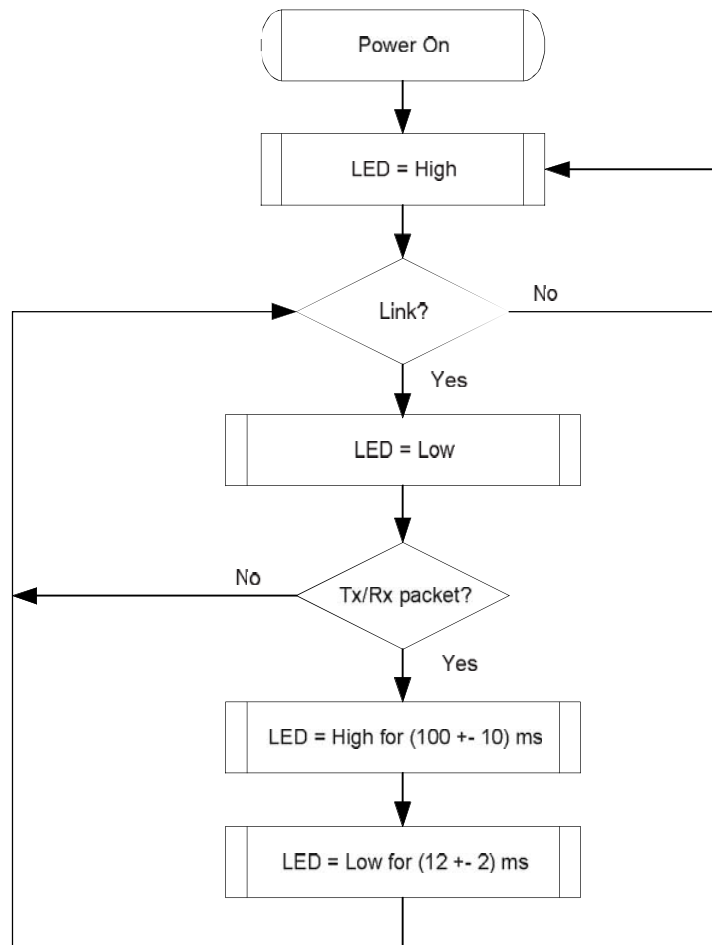 Power On
LED = High
Link?
No
Yes
LED = Low
No
Tx/Rx packet?
Yes
LED = High for (100 +- 10) ms
LED = Low for (12 +- 2) ms